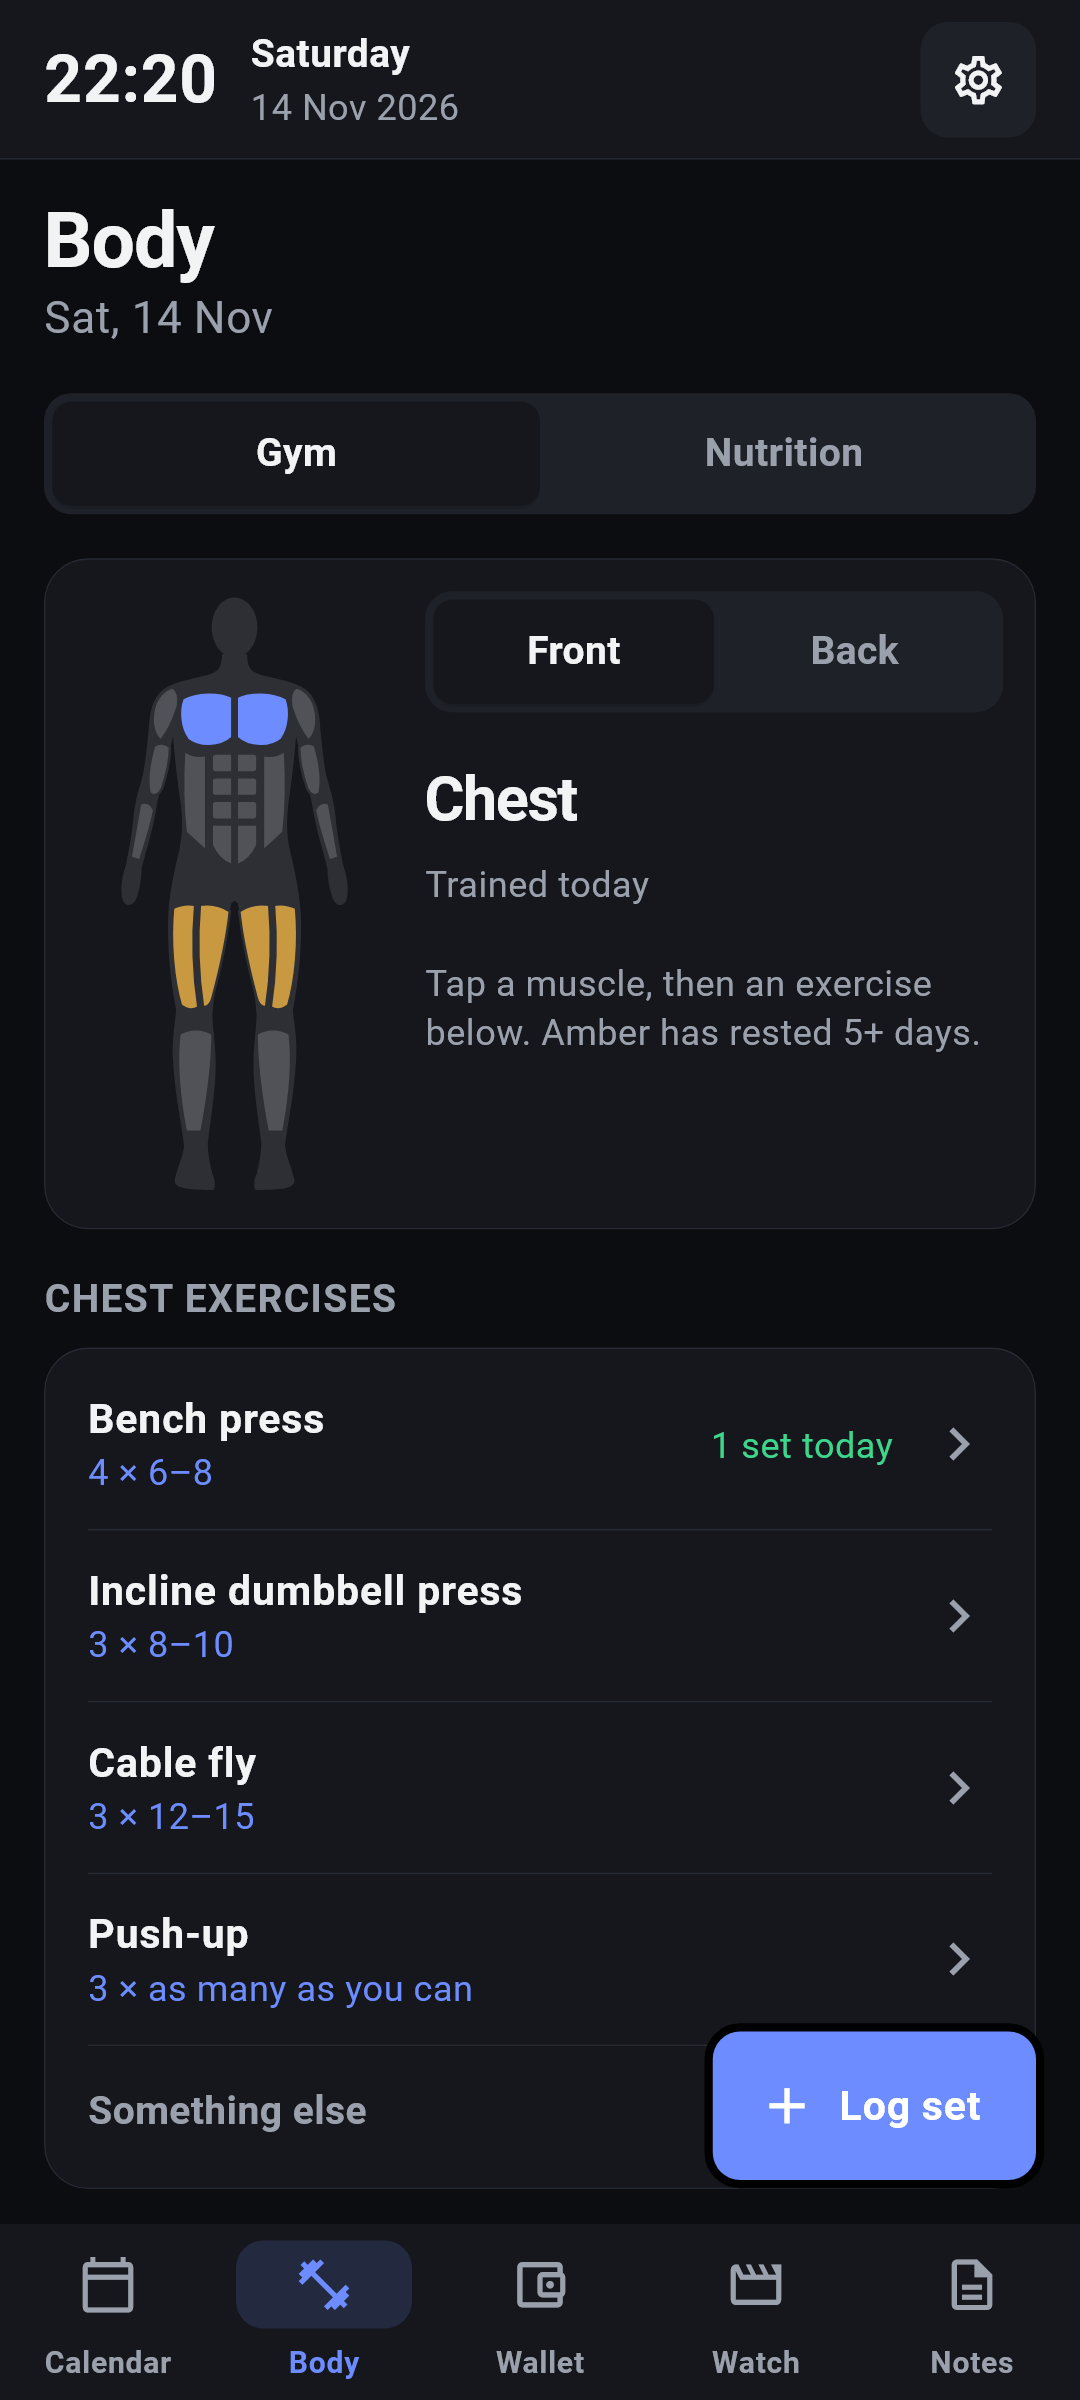 22:20
Saturday
14 Nov 2026
Body
Sat, 14 Nov
Gym
Nutrition
Front
Back
Chest
Trained today
Tap a muscle, then an exercise
below. Amber has rested 5+ days.
CHEST EXERCISES
Bench press
4 × 6–8
1 set today
Incline dumbbell press
3 × 8–10
Cable fly
3 × 12–15
Push-up
3 × as many as you can
Something else
Log set
Calendar
Body
Wallet
Watch
Notes